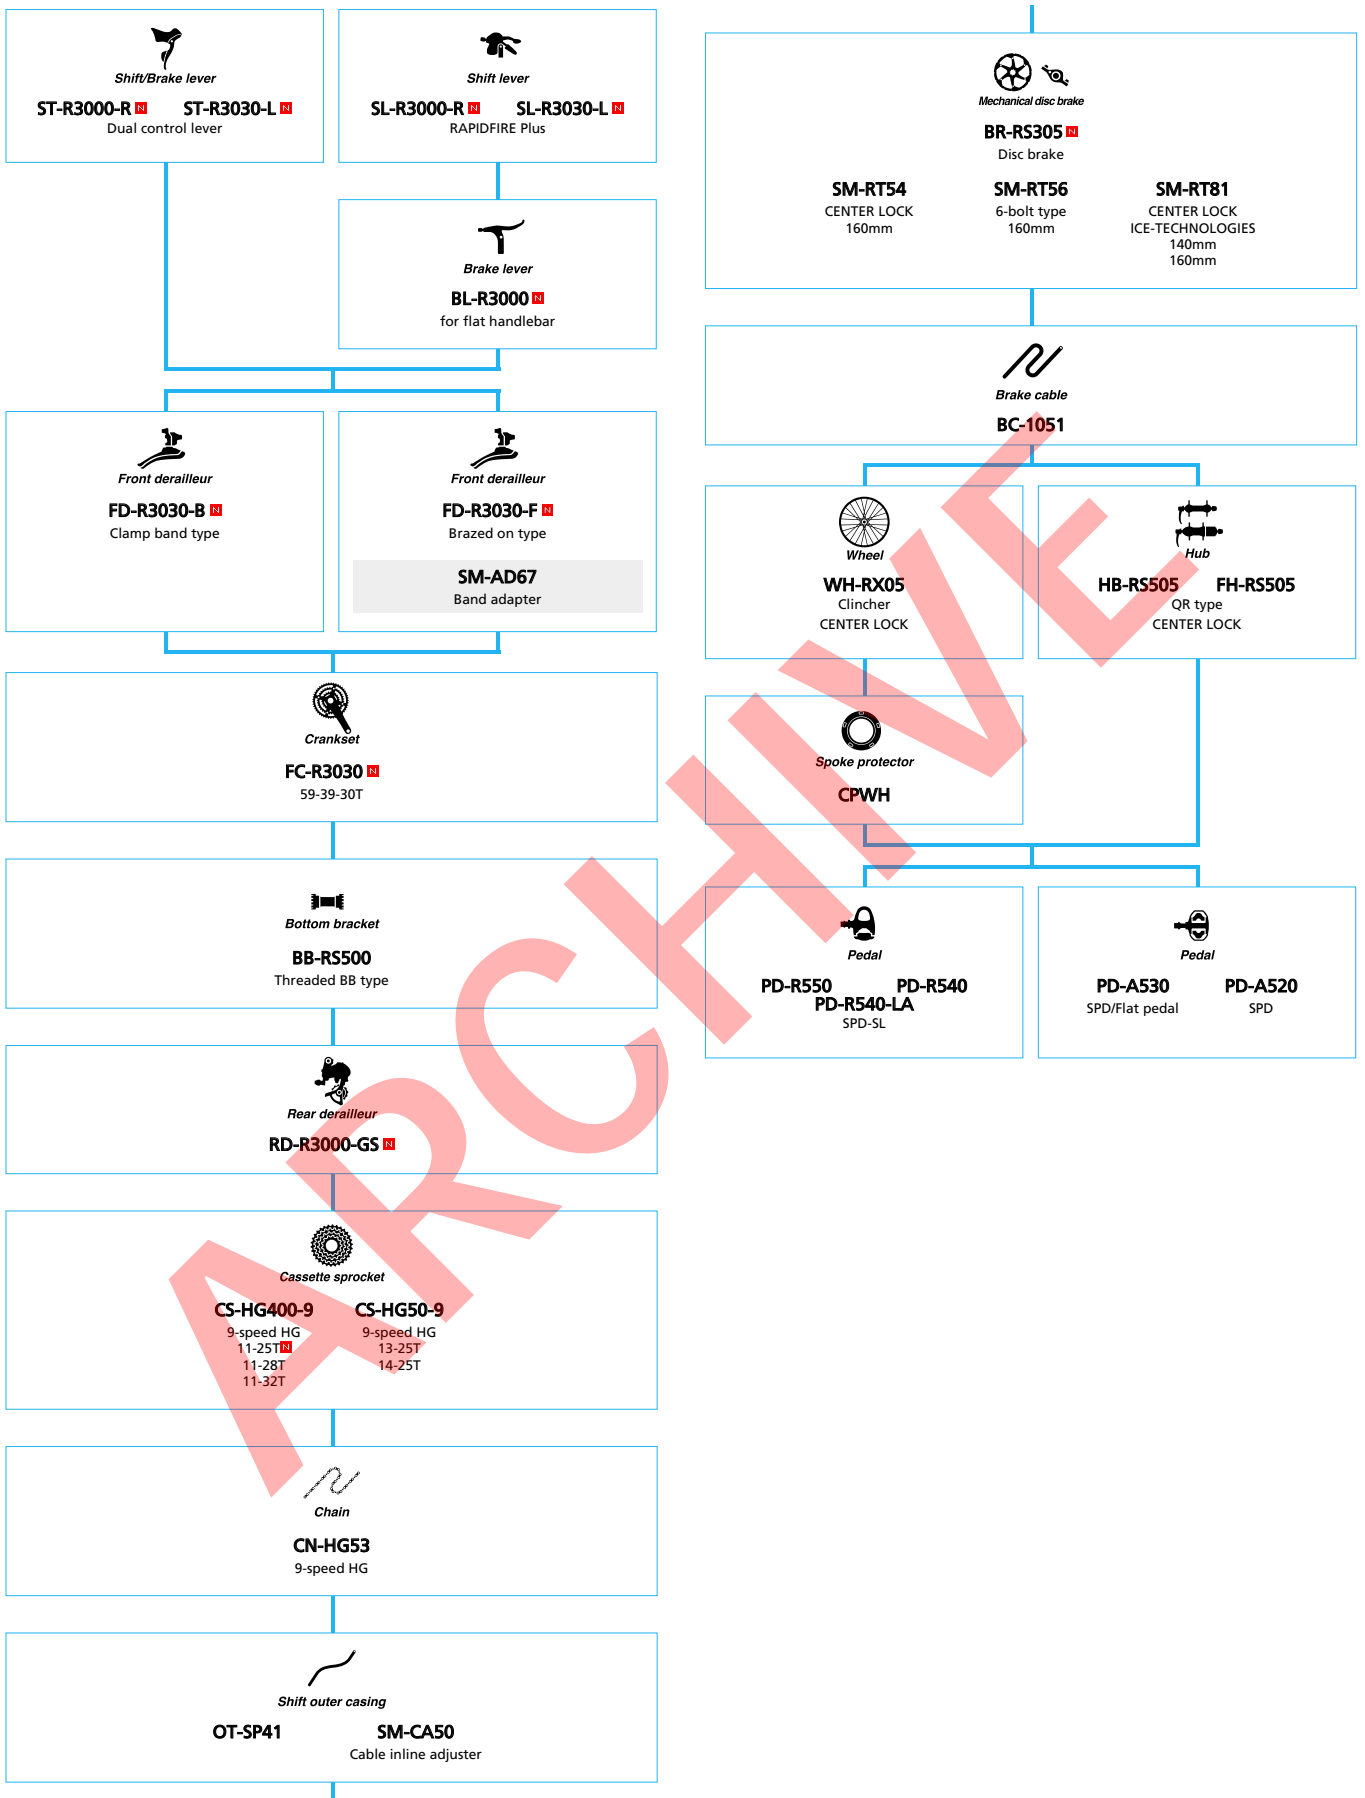 Shift/Brake lever
ST-R3000-R N ST-R3030-L N
Dual control lever
Shift lever
SL-R3000-R N SL-R3030-L N
RAPIDFIRE Plus
Brake lever
BL-R3000 N
for flat handlebar
Front derailleur
FD-R3030-B N
Clamp band type
Front derailleur
FD-R3030-F N
Brazed on type
SM-AD67
Band adapter
Crankset
FC-R3030 N
59-39-30T
Bottom bracket
BB-RS500
Threaded BB type
Rear derailleur
RD-R3000-GS N
Cassette sprocket
CS-HG400-9
9-speed HG
11-25T N
11-28T
11-32T
CS-HG50-9
9-speed HG
13-25T
14-25T
Chain
CN-HG53
9-speed HG
Shift outer casing
OT-SP41
SM-CA50
Cable inline adjuster
Mechanical disc brake
BR-RS305 N
Disc brake
SM-RT54
CENTER LOCK
160mm
SM-RT56
6-bolt type
160mm
SM-RT81
CENTER LOCK
ICE-TECHNOLOGIES
140mm
160mm
Brake cable
BC-1051
Wheel
WH-RX05
Clincher
CENTER LOCK
Hub
HB-RS505 FH-RS505
QR type
CENTER LOCK
Spoke protector
CPWH
Pedal
PD-R550 PD-R540
PD-R540-LA
SPD-SL
Pedal
PD-A530
SPD/Flat pedal
PD-A520
SPD
ARCHIVE